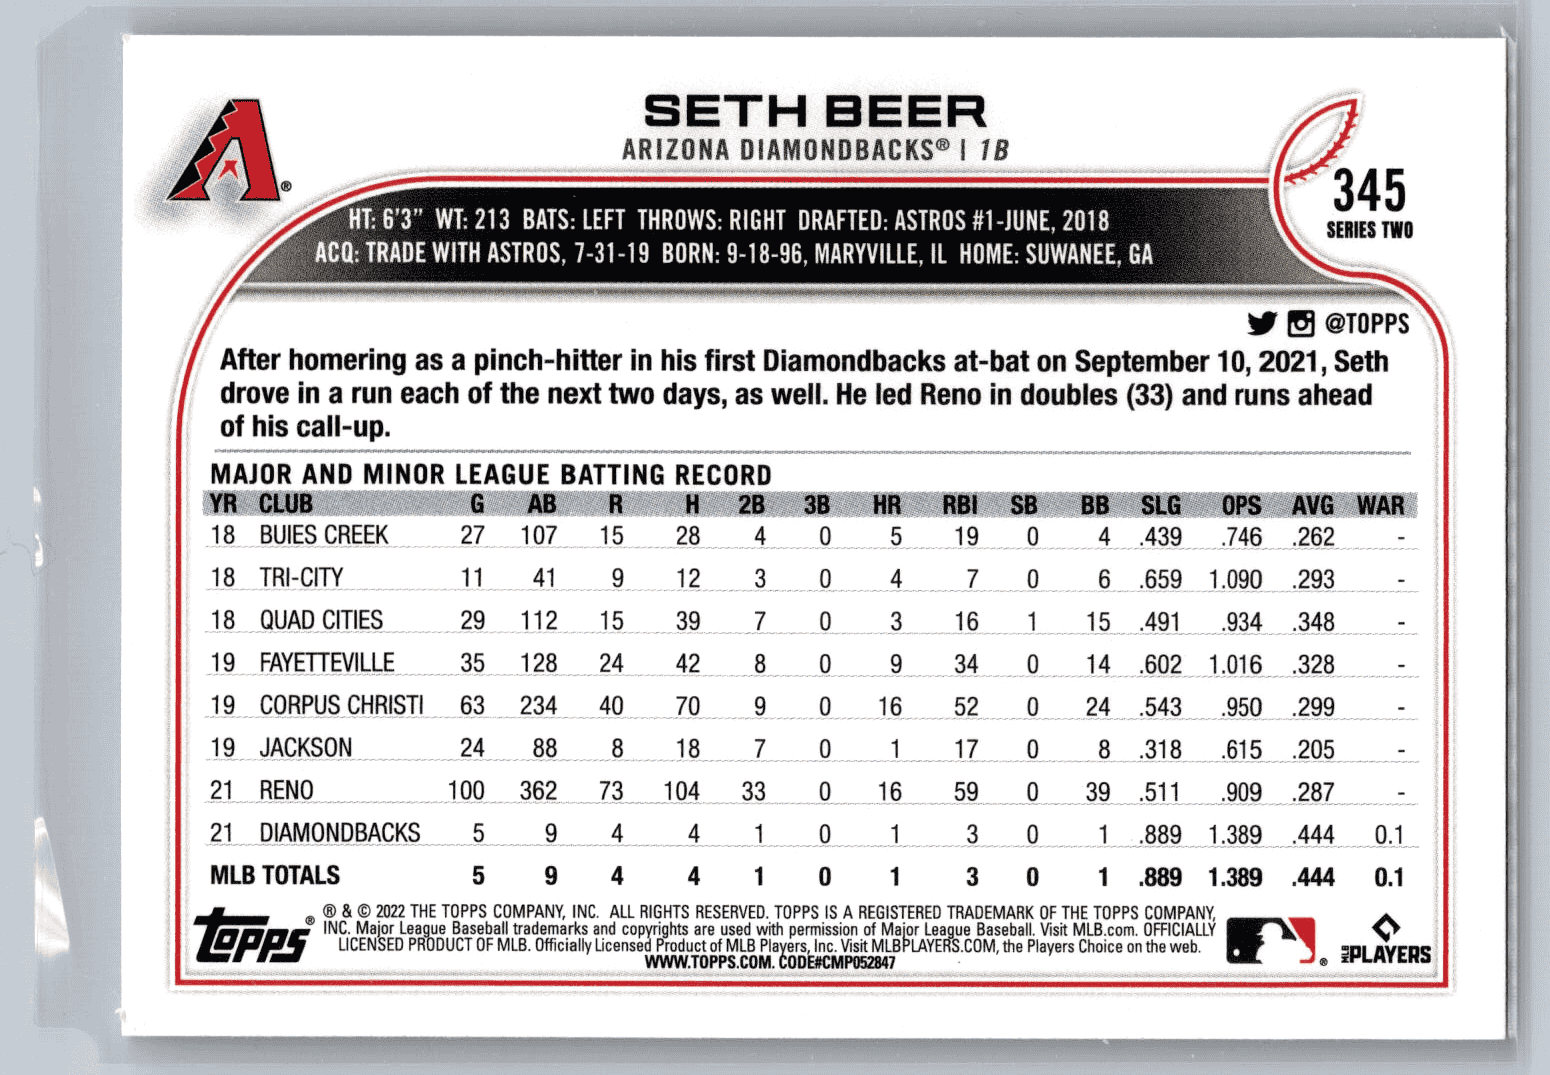 SETH BEER
ARIZONA DIAMONDBACKS® | 1B
®
345
SERIES TWO
HT: 6'3" WT: 213 BATS: LEFT THROWS: RIGHT DRAFTED: ASTROS #1-JUNE, 2018
ACQ: TRADE WITH ASTROS, 7-31-19 BORN: 9-18-96, MARYVILLE, IL HOME: SUWANEE, GA
@TOPPS
After homering as a pinch-hitter in his first Diamondbacks at-bat on September 10, 2021, Seth
drove in a run each of the next two days, as well. He led Reno in doubles (33) and runs ahead
of his call-up.
MAJOR AND MINOR LEAGUE BATTING RECORD
YR CLUB G AB R H 2B 3B HR RBI SB BB SLG OPS AVG WAR
18 BUIES CREEK 27 107 15 28 4 0 5 19 0 4 .439 .746 .262 -
18 TRI-CITY 11 41 9 12 3 0 4 7 0 6 .659 1.090 .293 -
18 QUAD CITIES 29 112 15 39 7 0 3 16 1 15 .491 .934 .348 -
19 FAYETTEVILLE 35 128 24 42 8 0 9 34 0 14 .602 1.016 .328 -
19 CORPUS CHRISTI 63 234 40 70 9 0 16 52 0 24 .543 .950 .299 -
19 JACKSON 24 88 8 18 7 0 1 17 0 8 .318 .615 .205 -
21 RENO 100 362 73 104 33 0 16 59 0 39 .511 .909 .287 -
21 DIAMONDBACKS 5 9 4 4 1 0 1 3 0 1 .889 1.389 .444 0.1
MLB TOTALS 5 9 4 4 1 0 1 3 0 1 .889 1.389 .444 0.1
Topps®
® & © 2022 THE TOPPS COMPANY, INC. ALL RIGHTS RESERVED. TOPPS IS A REGISTERED TRADEMARK OF THE TOPPS COMPANY,
INC. Major League Baseball trademarks and copyrights are used with permission of Major League Baseball. Visit MLB.com. OFFICIALLY
LICENSED PRODUCT OF MLB. Officially Licensed Product of MLB Players, Inc. Visit MLBPLAYERS.COM, the Players Choice on the web.
WWW.TOPPS.COM. CODE#CMP052847
®
MLB PLAYERS